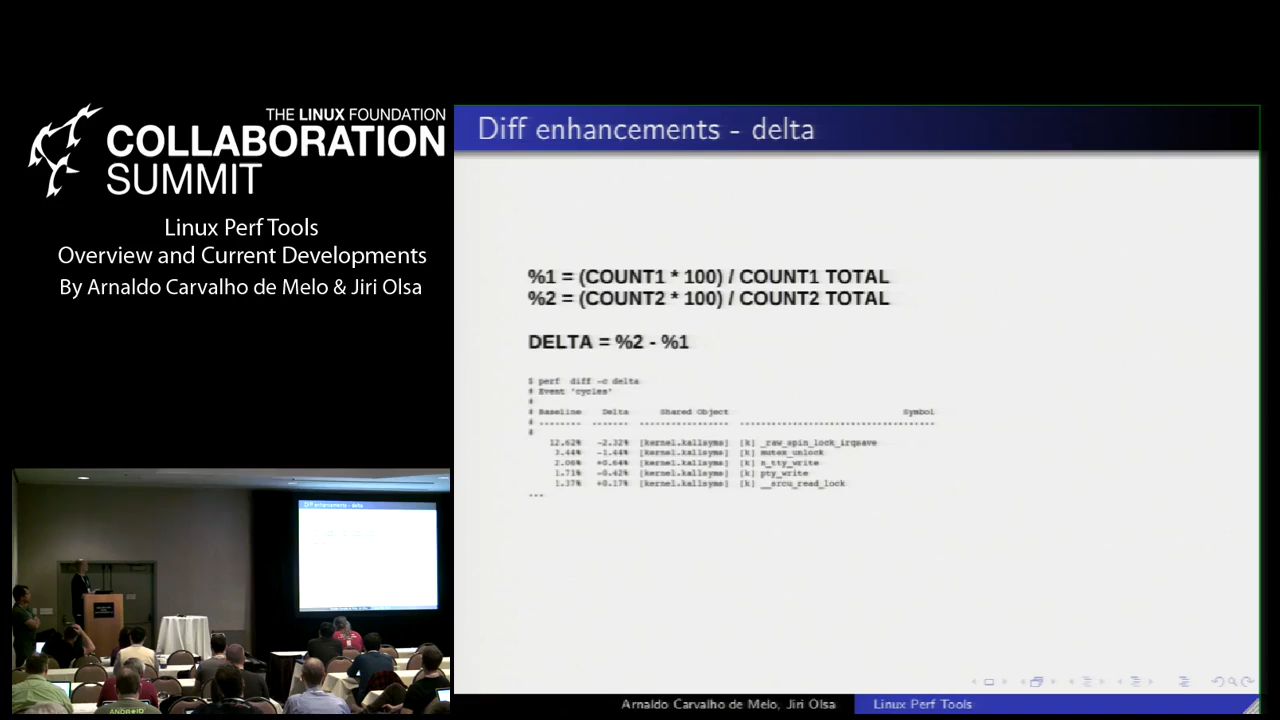 THE LINUX FOUNDATION
COLLABORATION
SUMMIT
Linux Perf Tools
Overview and Current Developments
By Arnaldo Carvalho de Melo & Jiri Olsa
Diff enhancements - delta
%1 = (COUNT1 * 100) / COUNT1 TOTAL
%2 = (COUNT2 * 100) / COUNT2 TOTAL
DELTA = %2 - %1
$ perf diff -c delta
# Event 'cycles'
#
# Baseline Delta Shared Object Symbol
# ........ ....... ................. ....................................
#
12.62% -2.32% [kernel.kallsyms] [k] _raw_spin_lock_irqsave
3.44% -1.44% [kernel.kallsyms] [k] mutex_unlock
2.06% +0.64% [kernel.kallsyms] [k] n_tty_write
1.71% -0.42% [kernel.kallsyms] [k] pty_write
1.37% +0.17% [kernel.kallsyms] [k] __srcu_read_lock
...
Arnaldo Carvalho de Melo, Jiri Olsa Linux Perf Tools
Diff enhancements - delta
ANDROID